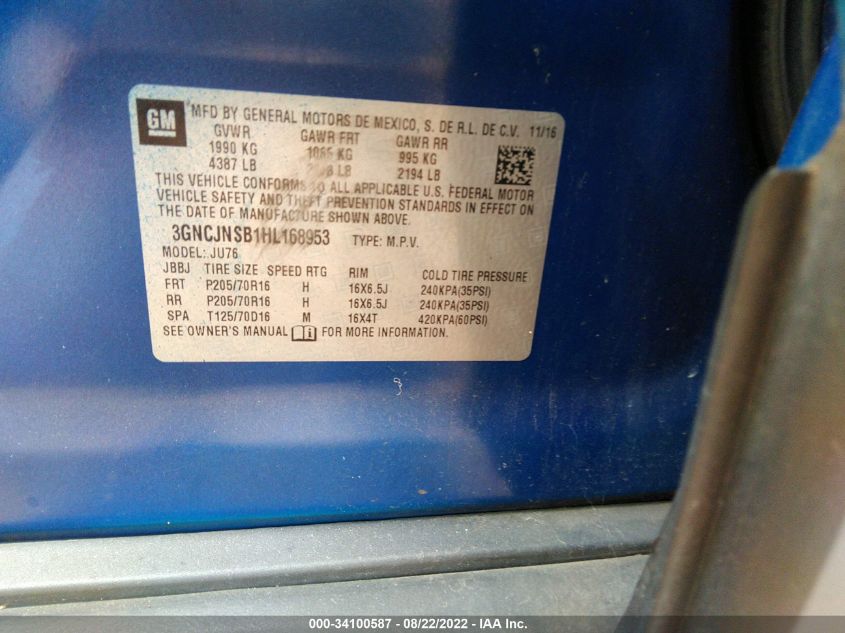 GM MFD BY GENERAL MOTORS DE MEXICO, S. DE R.L. DE C.V. 11/16
GVWR GAWR FRT GAWR RR
1990 KG KG 995 KG
4387 LB LB 2194 LB
THIS VEHICLE CONFORMS TO ALL APPLICABLE U.S. FEDERAL MOTOR
VEHICLE SAFETY AND THEFT PREVENTION STANDARDS IN EFFECT ON
THE DATE OF MANUFACTURE SHOWN ABOVE.
3GNCJNSB1HL168953 TYPE: M.P.V.
MODEL: JU76
JBBJ TIRE SIZE SPEED RTG RIM COLD TIRE PRESSURE
FRT P205/70R16 H 16X6.5J 240KPA(35PSI)
RR P205/70R16 H 16X6.5J 240KPA(35PSI)
SPA T125/70D16 M 16X4T 420KPA(60PSI)
SEE OWNER'S MANUAL FOR MORE INFORMATION.
000-34100587 - 08/22/2022 - IAA Inc.